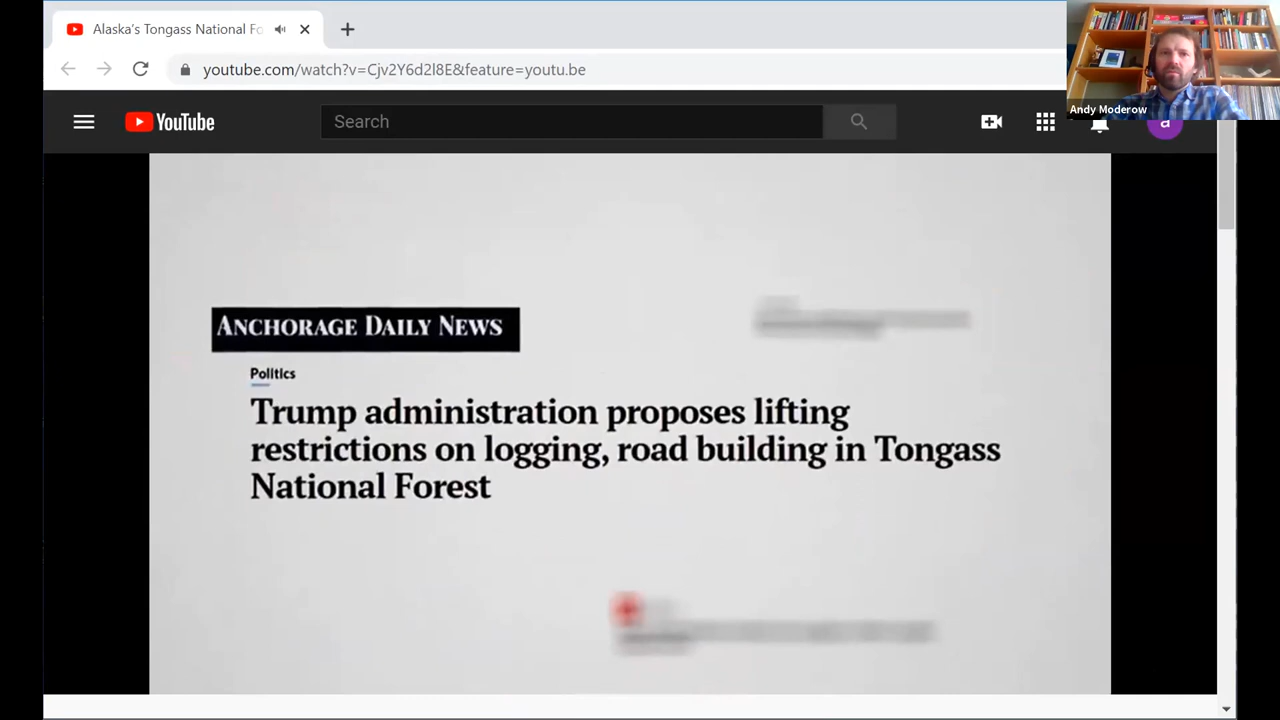 Alaska's Tongass National Fo
youtube.com/watch?v=Cjv2Y6d2l8E&feature=youtu.be
Andy Moderow
YouTube
Search
a
ANCHORAGE DAILY NEWS
Politics
Trump administration proposes lifting
restrictions on logging, road building in Tongass
National Forest